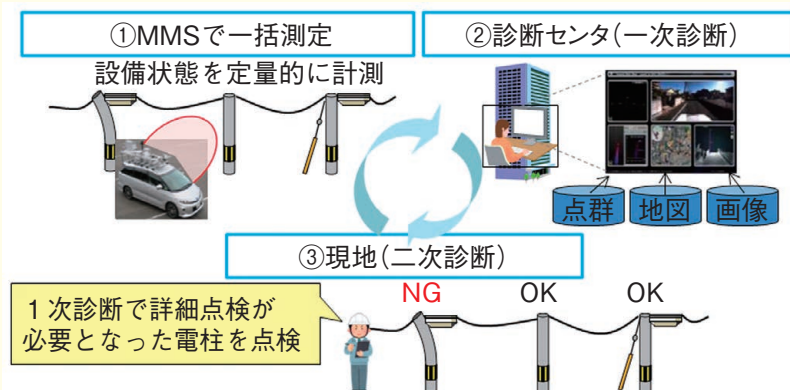 ①MMSで一括測定
設備状態を定量的に計測
②診断センタ(一次診断)
点群
地図
画像
③現地(二次診断)
NG
OK
OK
1次診断で詳細点検が
必要となった電柱を点検